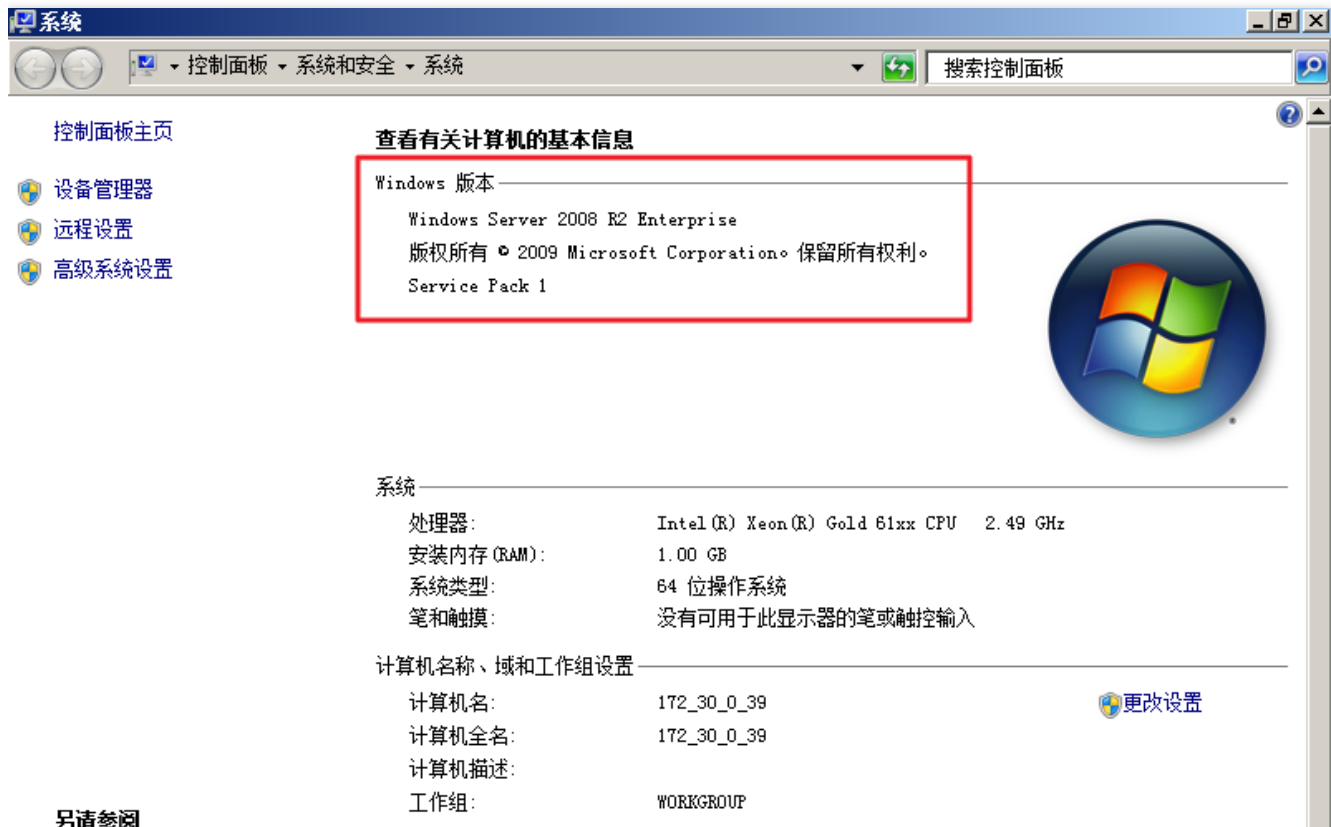 系统
控制面板 系统和安全 系统
搜索控制面板
控制面板主页
设备管理器
远程设置
高级系统设置
查看有关计算机的基本信息
Windows 版本
Windows Server 2008 R2 Enterprise
版权所有 © 2009 Microsoft Corporation。保留所有权利。
Service Pack 1
系统
处理器: Intel(R) Xeon(R) Gold 61xx CPU 2.49 GHz
安装内存(RAM): 1.00 GB
系统类型: 64 位操作系统
笔和触摸: 没有可用于此显示器的笔或触控输入
计算机名称、域和工作组设置
计算机名: 172_30_0_39 更改设置
计算机全名: 172_30_0_39
计算机描述:
工作组: WORKGROUP
另请参阅